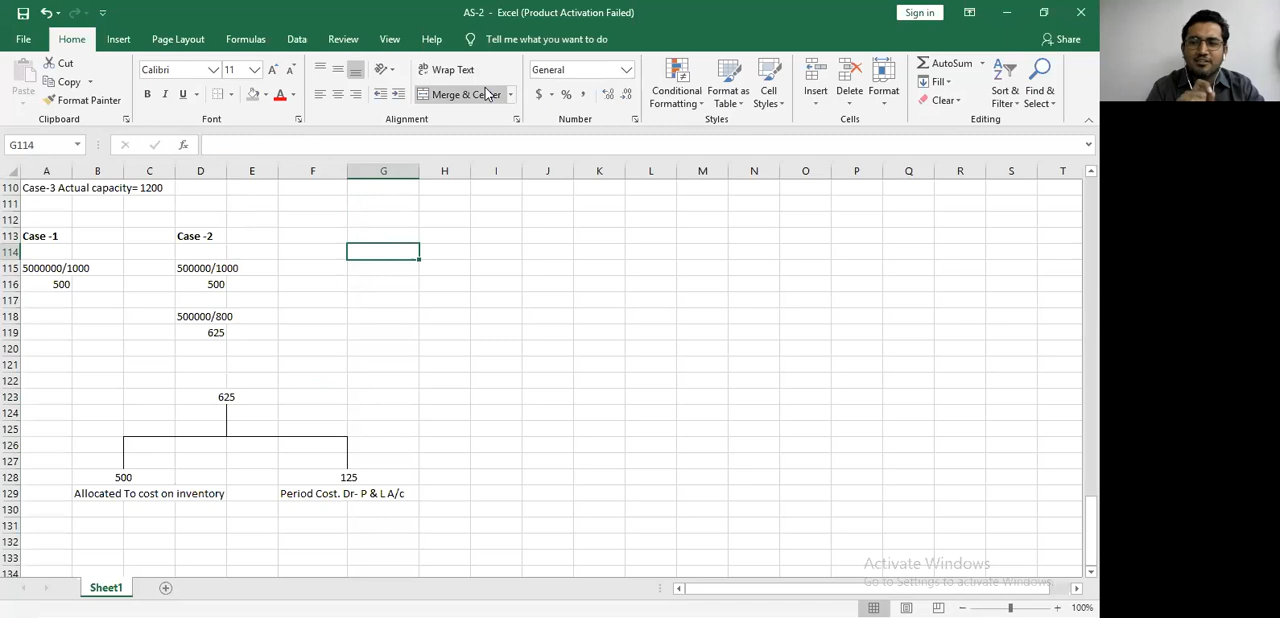 AS-2 - Excel (Product Activation Failed)
Sign in
File Home Insert Page Layout Formulas Data Review View Help Tell me what you want to do Share
Paste
Cut
Copy
Format Painter
Clipboard
Calibri 11 A A
B I U A
Font
Wrap Text
Merge & Center
Alignment
General
$ % ,
Number
Conditional Formatting
Format as Table
Cell Styles
Styles
Insert
Delete
Format
Cells
AutoSum
Fill
Clear
Sort & Filter
Find & Select
Editing
G114 fx
A B C D E F G H I J K L M N O P Q R S T
110 Case-3 Actual capacity= 1200
111
112
113 Case -1 Case -2
114
115 5000000/1000 500000/1000
116 500 500
117
118 500000/800
119 625
120
121
122
123 625
124
125
126
127
128 500 125
129 Allocated To cost on inventory Period Cost. Dr- P & L A/c
130
131
132
133
134
Activate Windows
Go to Settings to activate Windows.
Sheet1
100%